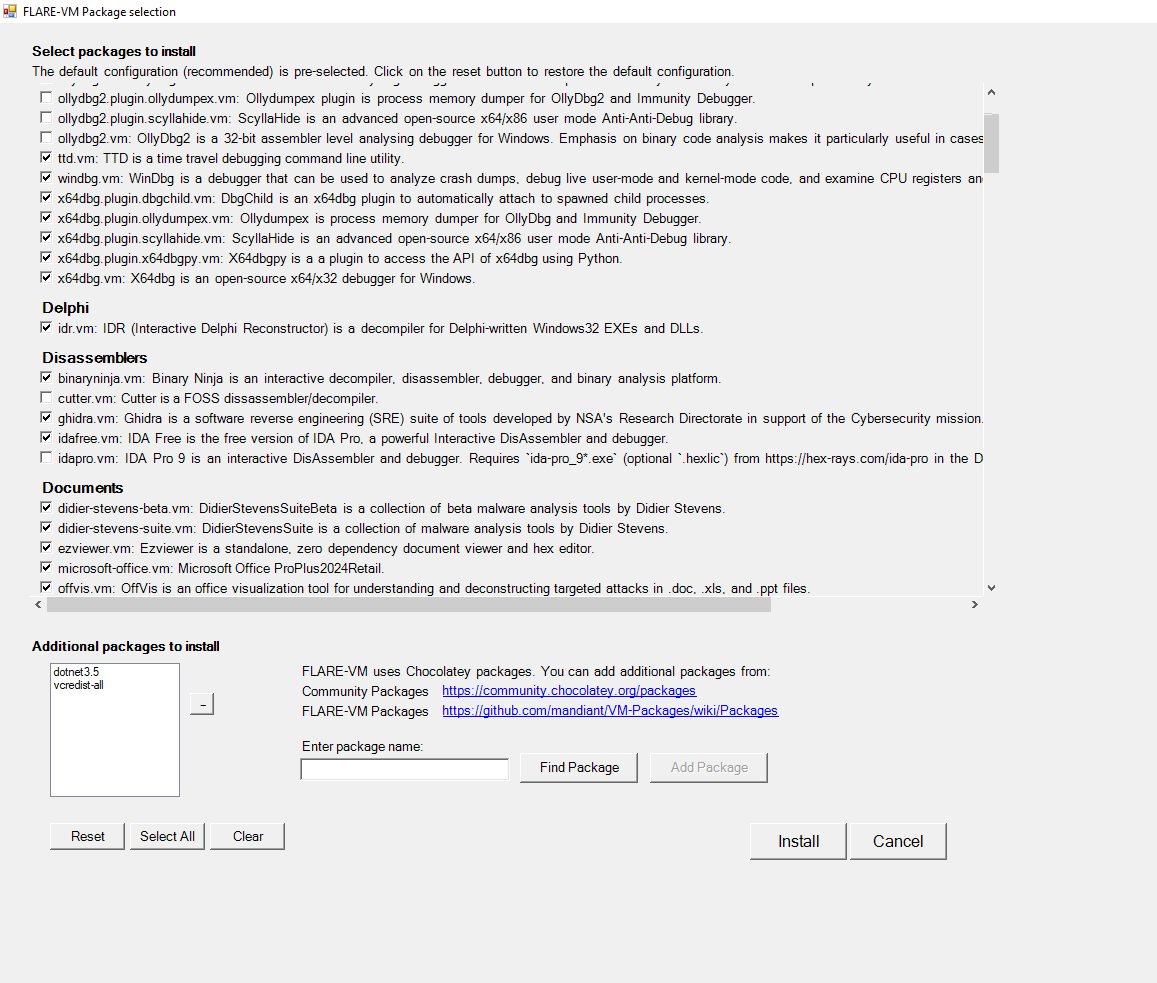 FLARE-VM Package selection
Select packages to install
The default configuration (recommended) is pre-selected. Click on the reset button to restore the default configuration.
ollydbg2.plugin.ollydumpex.vm: Ollydumpex plugin is process memory dumper for OllyDbg2 and Immunity Debugger.
ollydbg2.plugin.scyllahide.vm: ScyllaHide is an advanced open-source x64/x86 user mode Anti-Anti-Debug library.
ollydbg2.vm: OllyDbg2 is a 32-bit assembler level analysing debugger for Windows. Emphasis on binary code analysis makes it particularly useful in cases
ttd.vm: TTD is a time travel debugging command line utility.
windbg.vm: WinDbg is a debugger that can be used to analyze crash dumps, debug live user-mode and kernel-mode code, and examine CPU registers an
x64dbg.plugin.dbgchild.vm: DbgChild is an x64dbg plugin to automatically attach to spawned child processes.
x64dbg.plugin.ollydumpex.vm: Ollydumpex is process memory dumper for OllyDbg and Immunity Debugger.
x64dbg.plugin.scyllahide.vm: ScyllaHide is an advanced open-source x64/x86 user mode Anti-Anti-Debug library.
x64dbg.plugin.x64dbgpy.vm: X64dbgpy is a a plugin to access the API of x64dbg using Python.
x64dbg.vm: X64dbg is an open-source x64/x32 debugger for Windows.
Delphi
idr.vm: IDR (Interactive Delphi Reconstructor) is a decompiler for Delphi-written Windows32 EXEs and DLLs.
Disassemblers
binaryninja.vm: Binary Ninja is an interactive decompiler, disassembler, debugger, and binary analysis platform.
cutter.vm: Cutter is a FOSS dissassembler/decompiler.
ghidra.vm: Ghidra is a software reverse engineering (SRE) suite of tools developed by NSA's Research Directorate in support of the Cybersecurity mission.
idafree.vm: IDA Free is the free version of IDA Pro, a powerful Interactive DisAssembler and debugger.
idapro.vm: IDA Pro 9 is an interactive DisAssembler and debugger. Requires `ida-pro_9*.exe` (optional `.hexlic`) from https://hex-rays.com/ida-pro in the D
Documents
didier-stevens-beta.vm: DidierStevensSuiteBeta is a collection of beta malware analysis tools by Didier Stevens.
didier-stevens-suite.vm: DidierStevensSuite is a collection of malware analysis tools by Didier Stevens.
ezviewer.vm: Ezviewer is a standalone, zero dependency document viewer and hex editor.
microsoft-office.vm: Microsoft Office ProPlus2024Retail.
offvis.vm: OffVis is an office visualization tool for understanding and deconstructing targeted attacks in .doc, .xls, and .ppt files.
Additional packages to install
dotnet3.5
vcredist-all
-
FLARE-VM uses Chocolatey packages. You can add additional packages from:
Community Packages https://community.chocolatey.org/packages
FLARE-VM Packages https://github.com/mandiant/VM-Packages/wiki/Packages
Enter package name:
Find Package Add Package
Reset Select All Clear Install Cancel